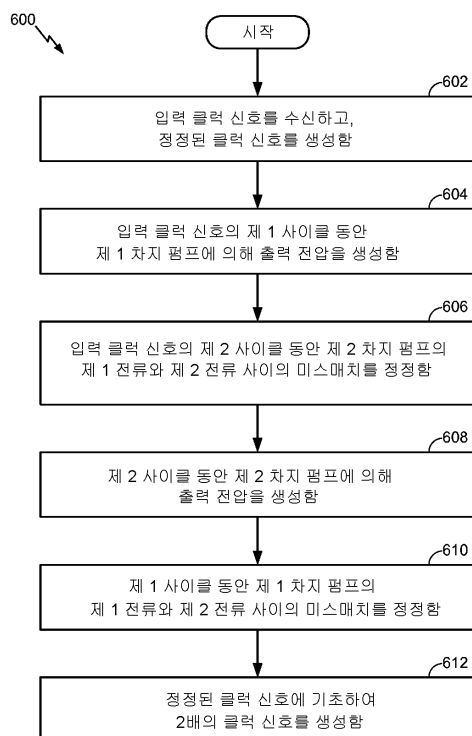 600
시작
602
입력 클럭 신호를 수신하고,
정정된 클럭 신호를 생성함
604
입력 클럭 신호의 제 1 사이클 동안
제 1 차지 펌프에 의해 출력 전압을 생성함
606
입력 클럭 신호의 제 2 사이클 동안 제 2 차지 펌프의
제 1 전류와 제 2 전류 사이의 미스매치를 정정함
608
제 2 사이클 동안 제 2 차지 펌프에 의해
출력 전압을 생성함
610
제 1 사이클 동안 제 1 차지 펌프의
제 1 전류와 제 2 전류 사이의 미스매치를 정정함
612
정정된 클럭 신호에 기초하여
2배의 클럭 신호를 생성함